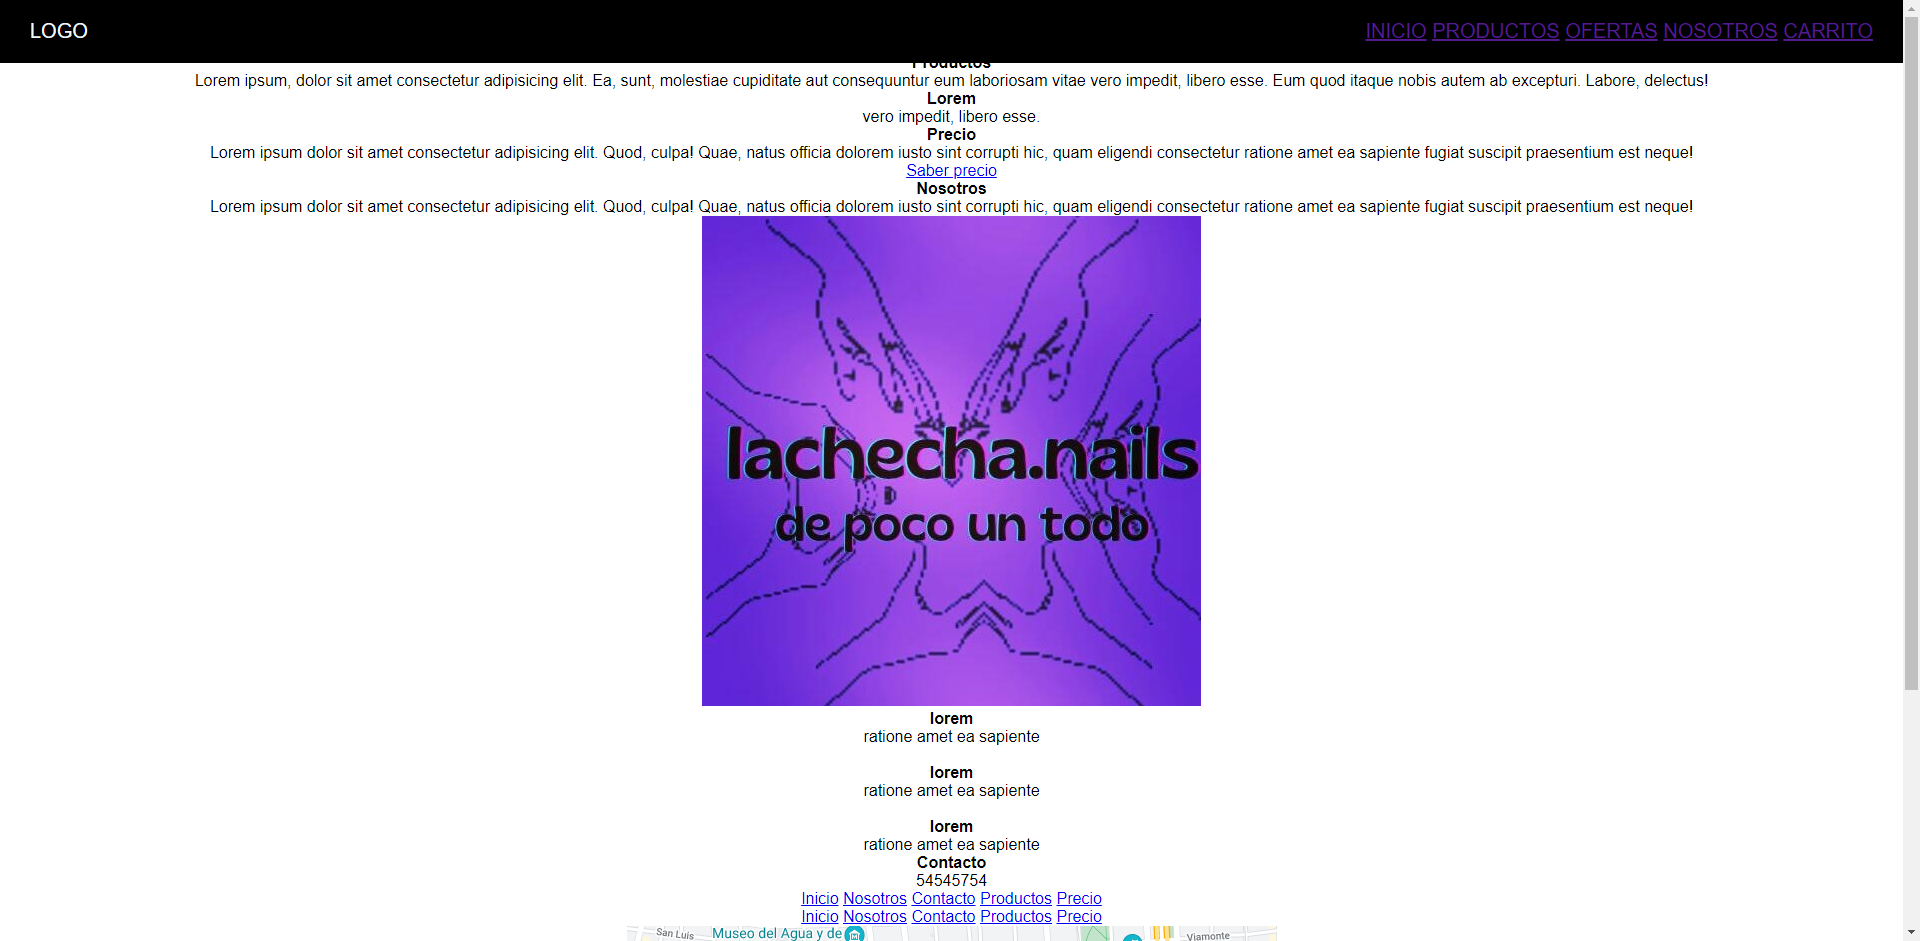 LOGO
INICIO PRODUCTOS OFERTAS NOSOTROS CARRITO
Productos
Lorem ipsum, dolor sit amet consectetur adipisicing elit. Ea, sunt, molestiae cupiditate aut consequuntur eum laboriosam vitae vero impedit, libero esse. Eum quod itaque nobis autem ab excepturi. Labore, delectus!
Lorem
vero impedit, libero esse.
Precio
Lorem ipsum dolor sit amet consectetur adipisicing elit. Quod, culpa! Quae, natus officia dolorem iusto sint corrupti hic, quam eligendi consectetur ratione amet ea sapiente fugiat suscipit praesentium est neque!
Saber precio
Nosotros
Lorem ipsum dolor sit amet consectetur adipisicing elit. Quod, culpa! Quae, natus officia dolorem iusto sint corrupti hic, quam eligendi consectetur ratione amet ea sapiente fugiat suscipit praesentium est neque!
lachecha.nails
de poco un todo
lorem
ratione amet ea sapiente
lorem
ratione amet ea sapiente
lorem
ratione amet ea sapiente
Contacto
54545754
Inicio Nosotros Contacto Productos Precio
Inicio Nosotros Contacto Productos Precio
San Luis
Museo del Agua y de
Viamonte